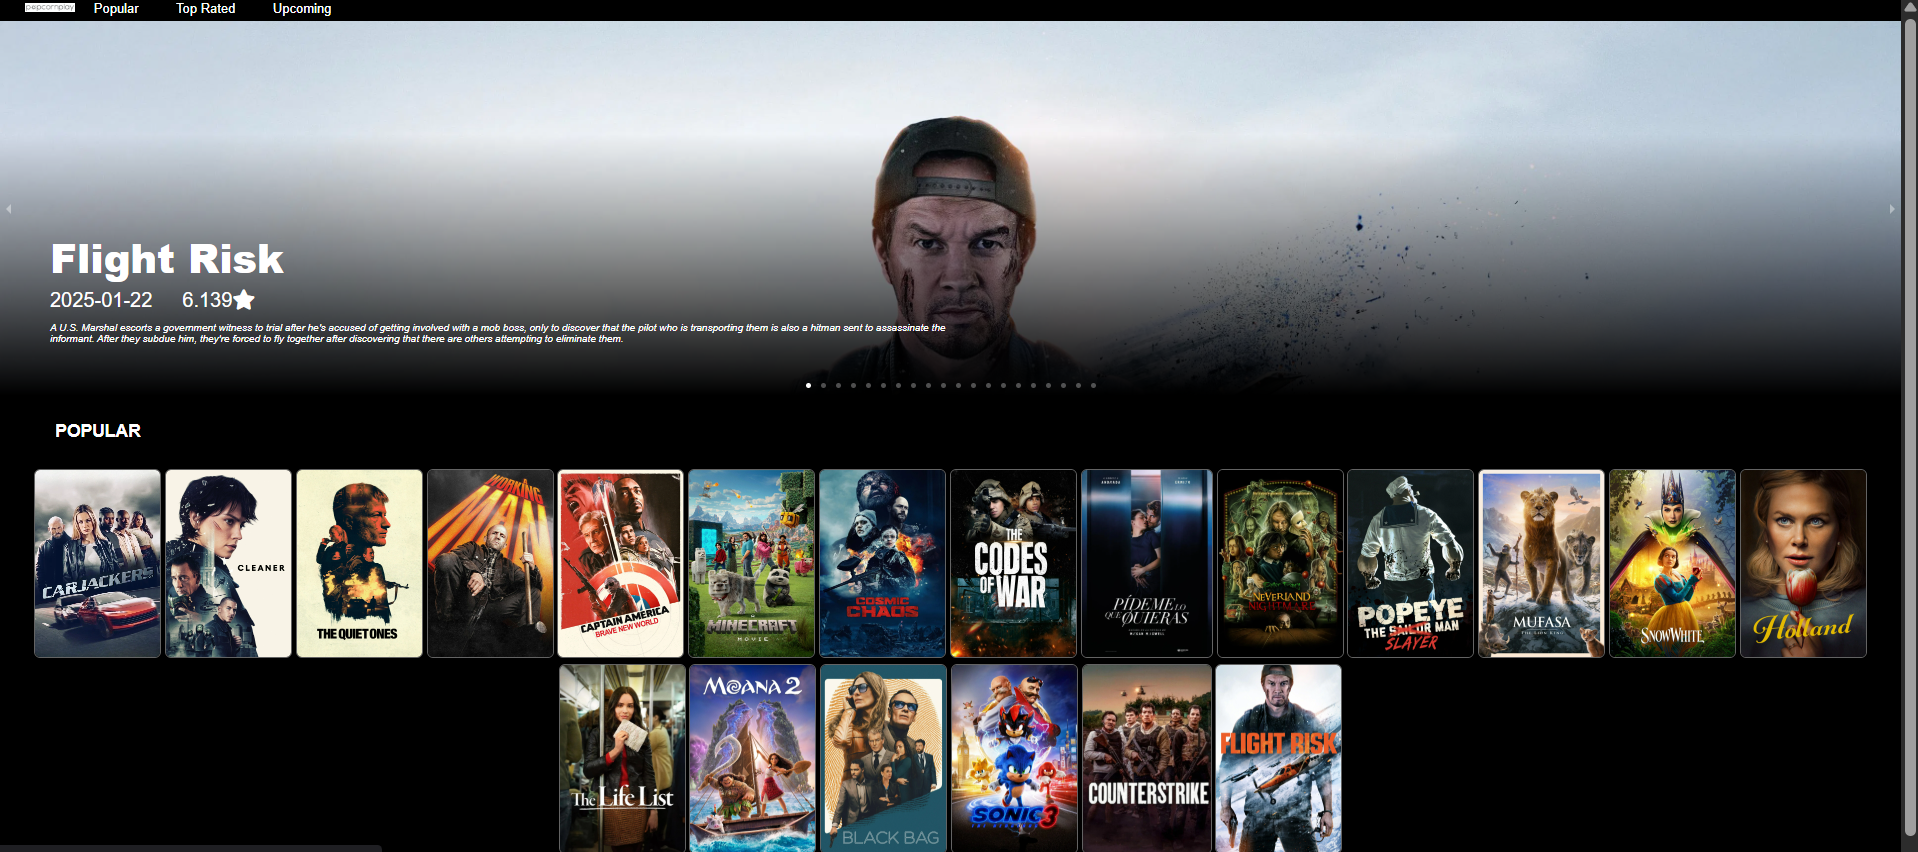 popcornplay
Popular
Top Rated
Upcoming
Flight Risk
2025-01-22 6.139
A U.S. Marshal escorts a government witness to trial after he's accused of getting involved with a mob boss, only to discover that the pilot who is transporting them is also a hitman sent to assassinate the
informant. After they subdue him, they're forced to fly together after discovering that there are others attempting to eliminate them.
POPULAR
CARJACKERS
CLEANER
THE QUIET ONES
A WORKING
MAN
CAPTAIN AMERICA
BRAVE NEW WORLD
MINECRAFT
MOVIE
COSMIC
CHAOS
THE
CODES
OF WAR
PÍDEME LO
QUE QUIERAS
NEVERLAND
NIGHTMARE
POPEYE
THE SAILOR MAN
SLAYER
MUFASA
THE LION KING
SNOW WHITE
Holland
The Life List
MOANA 2
BLACK BAG
SONIC 3
COUNTERSTRIKE
FLIGHT RISK